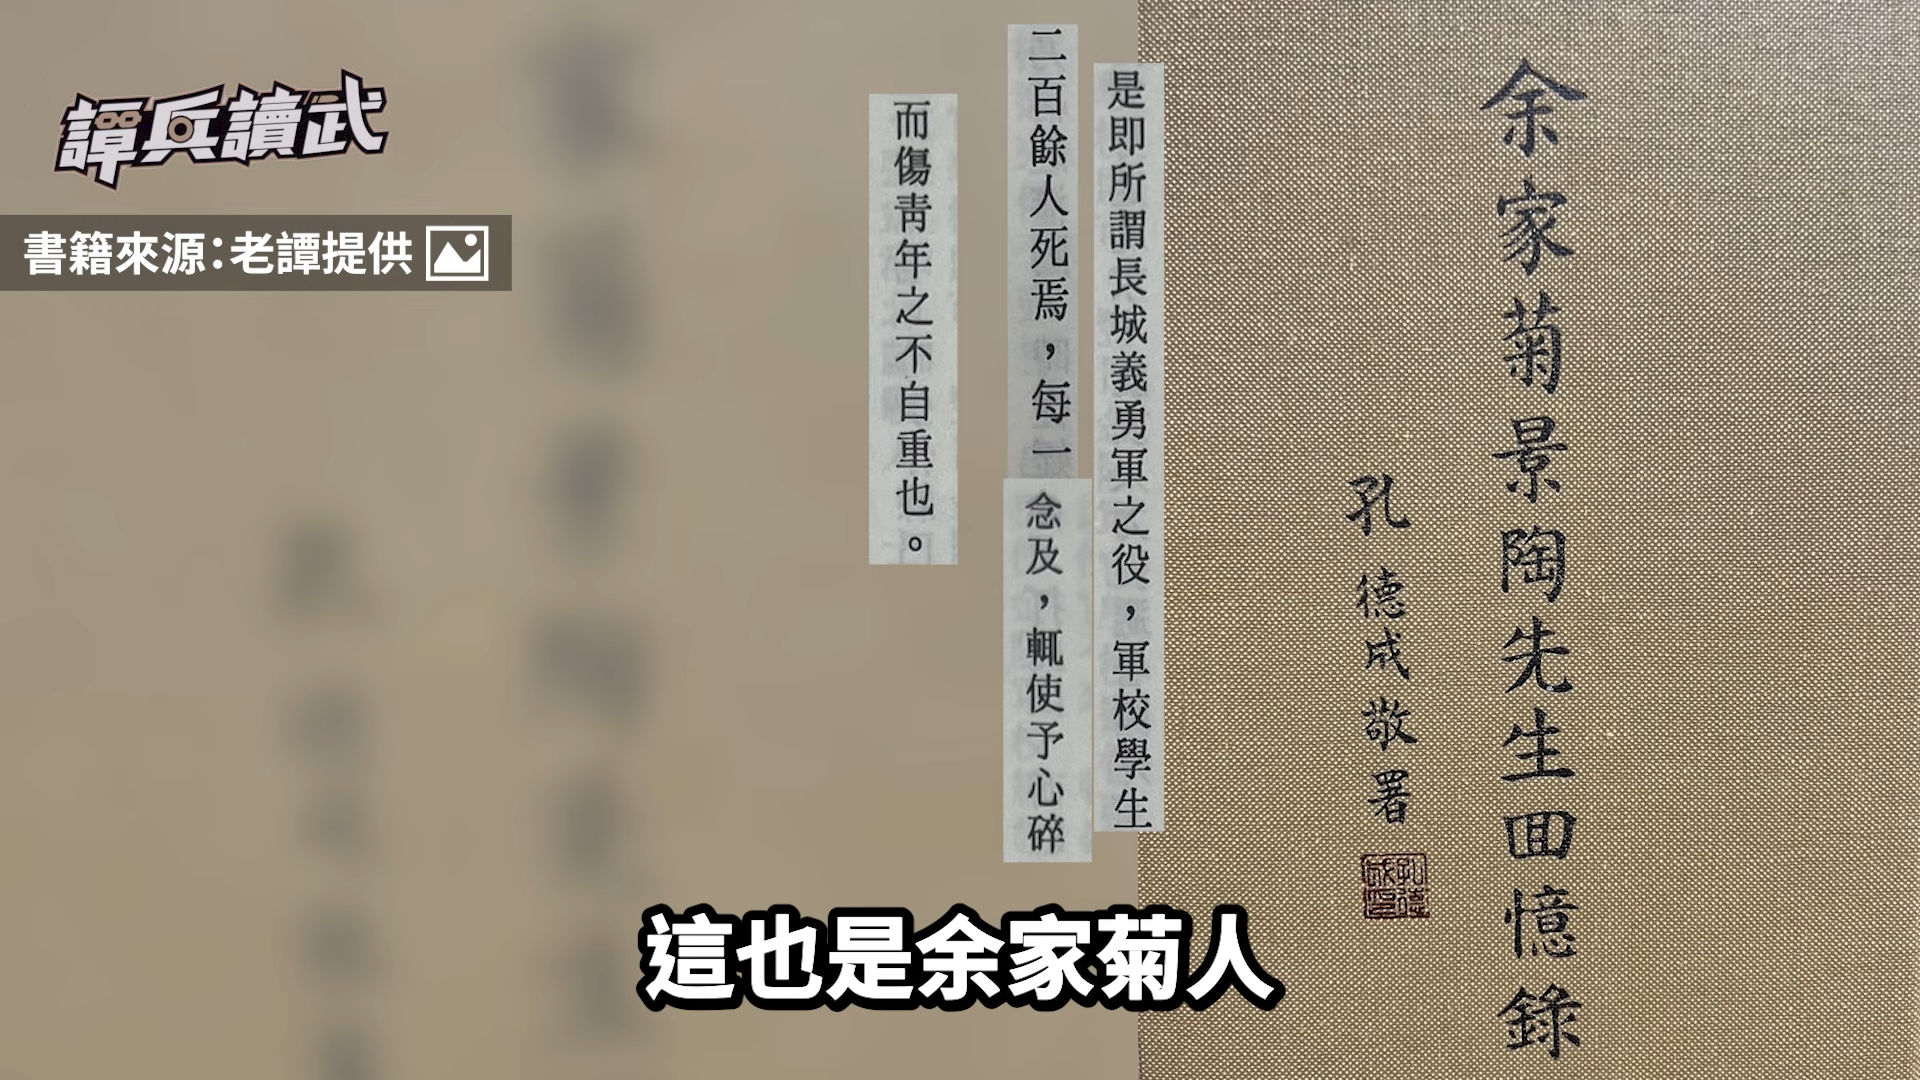 譚兵讀武
書籍來源：老譚提供
余家菊景陶先生回憶錄
孔德成敬署
是即所謂長城義勇軍之役，軍校學生
二百餘人死焉，每一
念及，輒使予心碎
而傷青年之不自重也。
這也是余家菊人